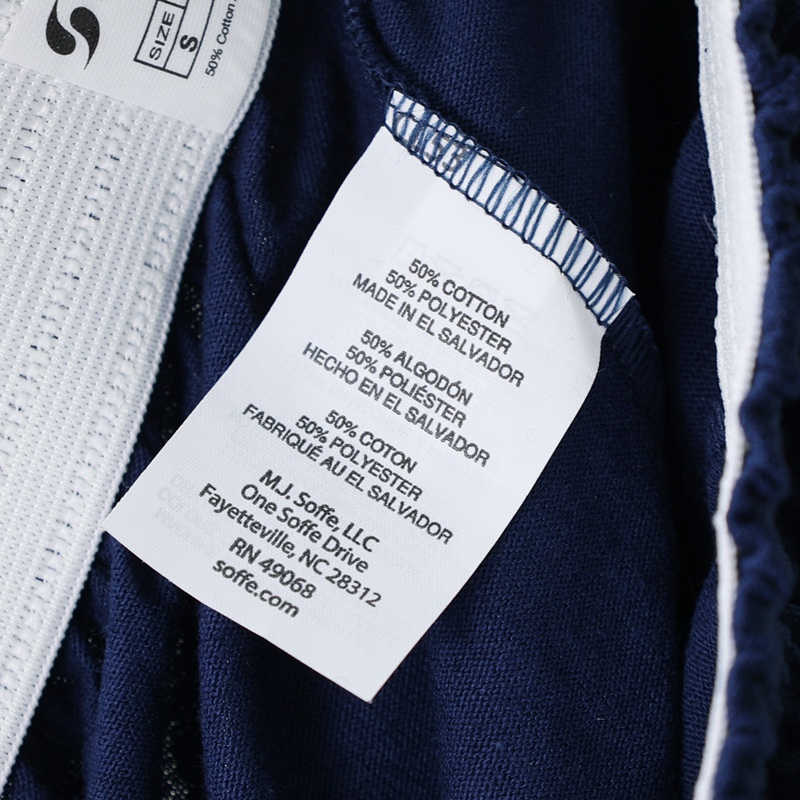 SIZE
S
50% Cotton
50% COTTON
50% POLYESTER
MADE IN EL SALVADOR
50% ALGODÓN
50% POLIÉSTER
HECHO EN EL SALVADOR
50% COTON
50% POLYESTER
FABRIQUÉ AU EL SALVADOR
M.J. Soffe, LLC
One Soffe Drive
Fayetteville, NC 28312
RN 49068
soffe.com